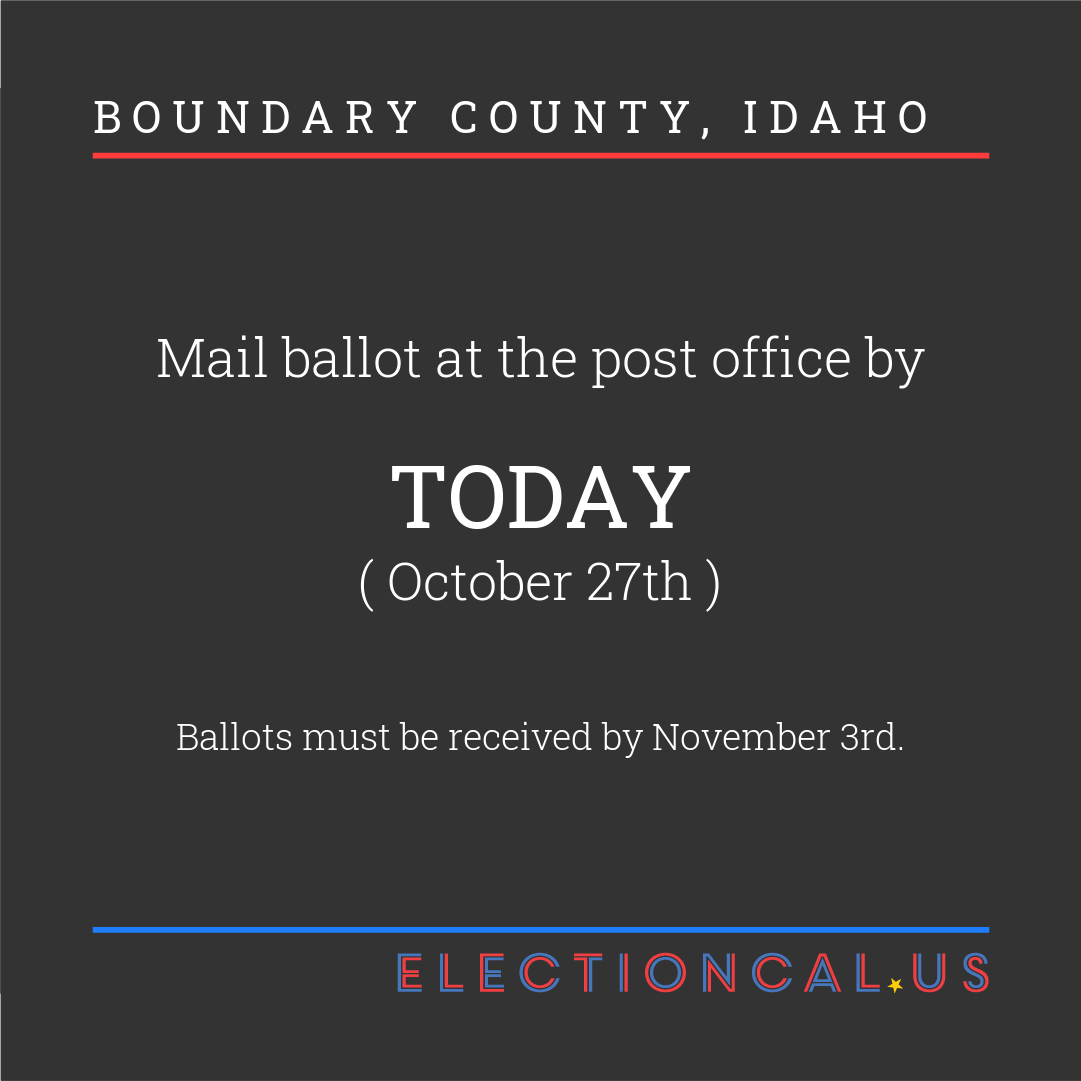 BOUNDARY COUNTY, IDAHO
Mail ballot at the post office by
TODAY
( October 27th )
Ballots must be received by November 3rd.
ELECTIONCAL.US